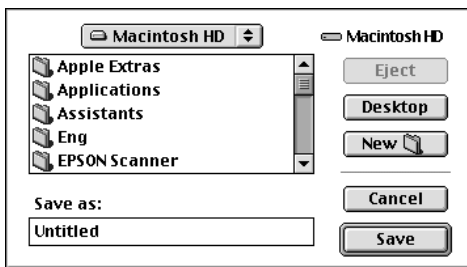 Macintosh HD
Macintosh HD
Apple Extras
Applications
Assistants
Eng
EPSON Scanner
Eject
Desktop
New
Save as:
Untitled
Cancel
Save